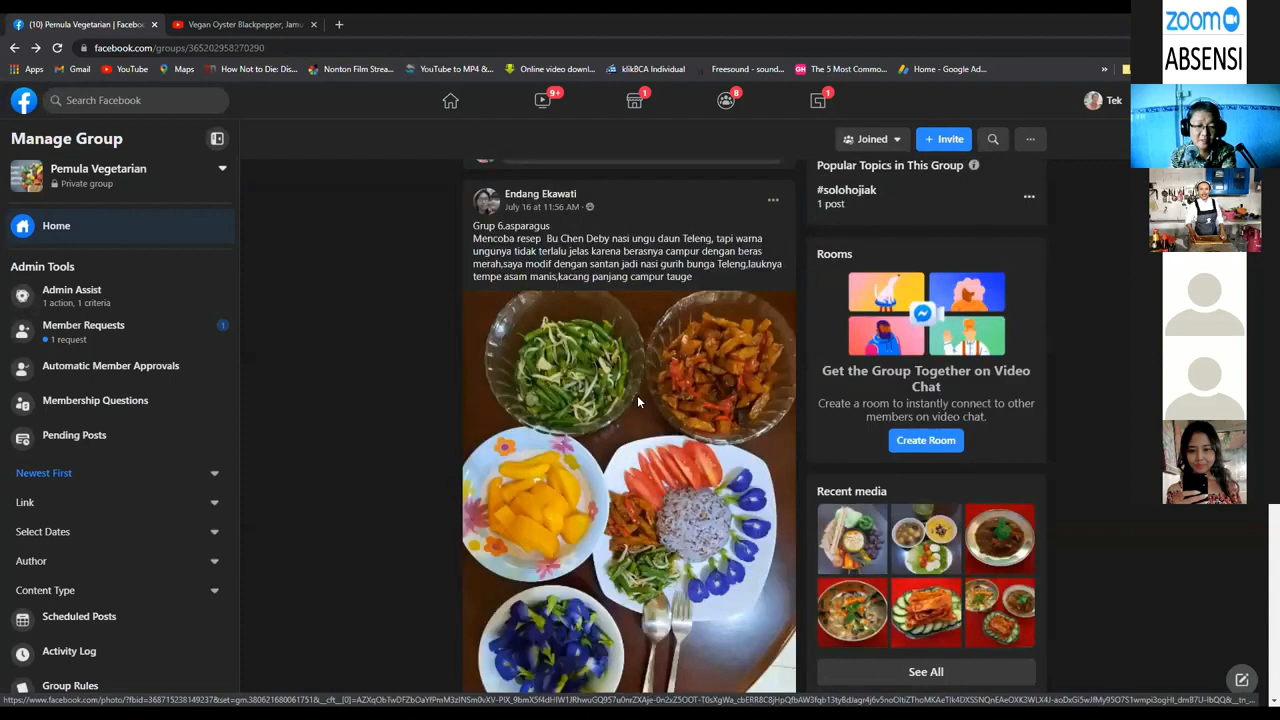 (10) Pemula Vegetarian | Facebo
Vegan Oyster Blackpepper, Jamu
facebook.com/groups/365202958270290
Apps
Gmail
YouTube
Maps
How Not to Die: Dis...
Nonton Film Strea...
YouTube to MP4 &...
Online video downl...
klikBCA Individual
Freesound - sound...
The 5 Most Commo...
Home - Google Ad...
zoom
ABSENSI
Search Facebook
9+
1
8
1
Tek
Manage Group
Joined
+ Invite
Pemula Vegetarian
Private group
Home
Admin Tools
Admin Assist
1 action, 1 criteria
Member Requests
1 request
1
Automatic Member Approvals
Membership Questions
Pending Posts
Newest First
Link
Select Dates
Author
Content Type
Scheduled Posts
Activity Log
Group Rules
Endang Ekawati
July 16 at 11:56 AM
Grup 6.asparagus
Mencoba resep Bu Chen Deby nasi ungu daun Teleng, tapi warna
ungunya tidak terlalu jelas karena berasnya campur dengan beras
merah,saya modif dengan santan jadi nasi gurih bunga Teleng,lauknya
tempe asam manis,kacang panjang campur tauge
Popular Topics in This Group
#solohojiak
1 post
Rooms
Get the Group Together on Video
Chat
Create a room to instantly connect to other
members on video chat.
Create Room
Recent media
See All